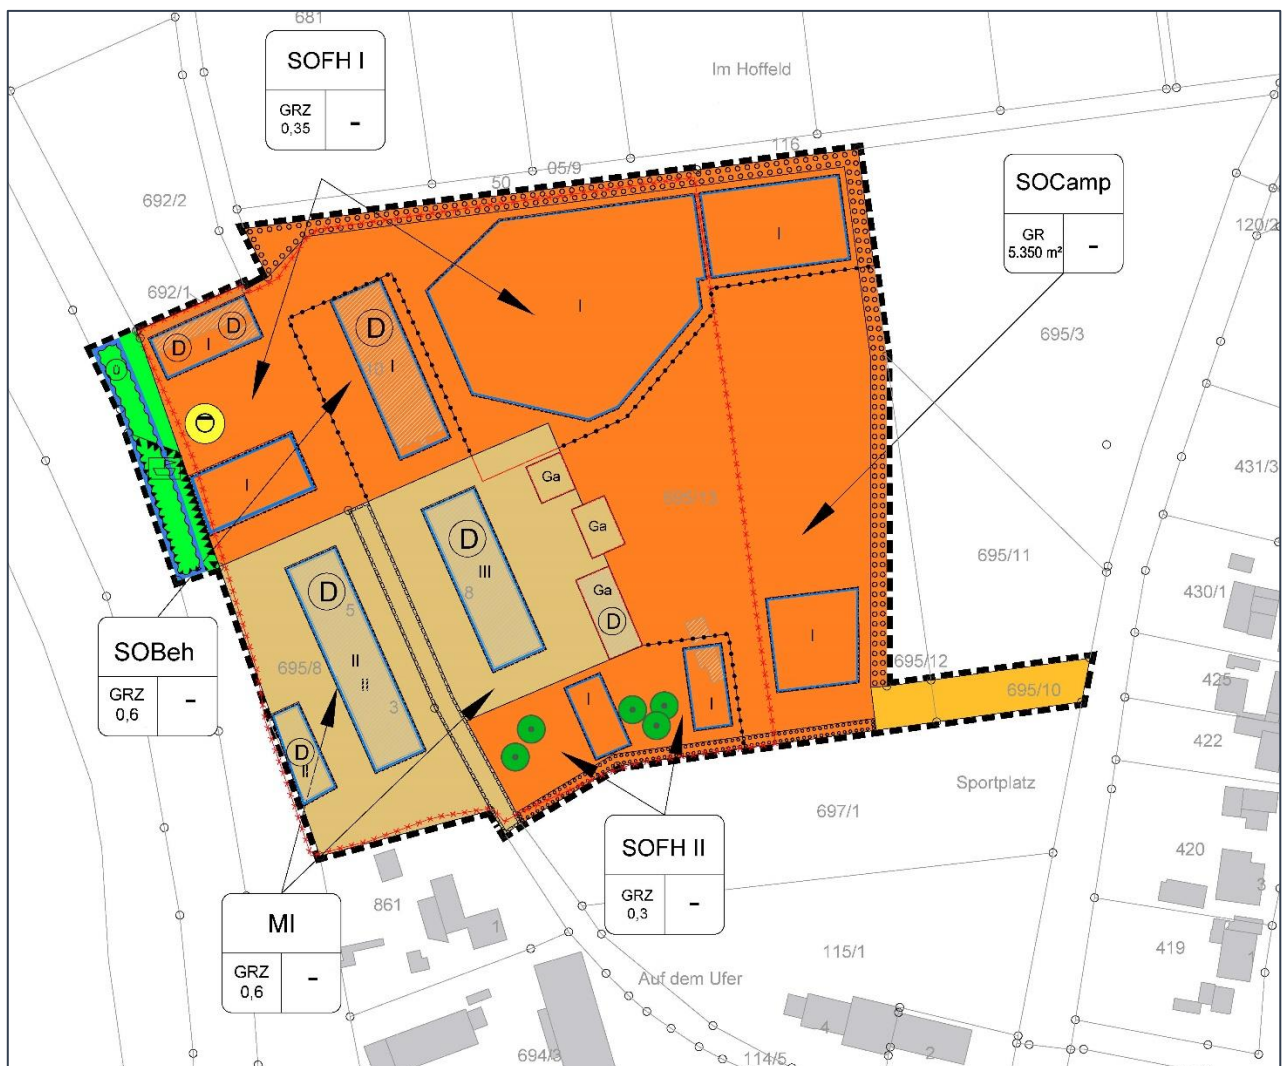 681
SOFH I
GRZ
0,35
-
Im Hoffeld
116
05/9
50
692/2
SOCamp
GR
5.350 m²
-
120/2
692/1
695/3
I
I
D
D
I
D
I
431/3
Ga
Ga
I
D
III
8
695/11
430/1
D
5
Ga
D
II
II
3
695/8
I
SOBeh
GRZ
0,6
-
695/12
695/10
425
I
I
422
D
II
Sportplatz
697/1
SOFH II
GRZ
0,3
-
420
3
861
1
MI
GRZ
0,6
-
115/1
419
1
Auf dem Ufer
4
2
694/3
114/5